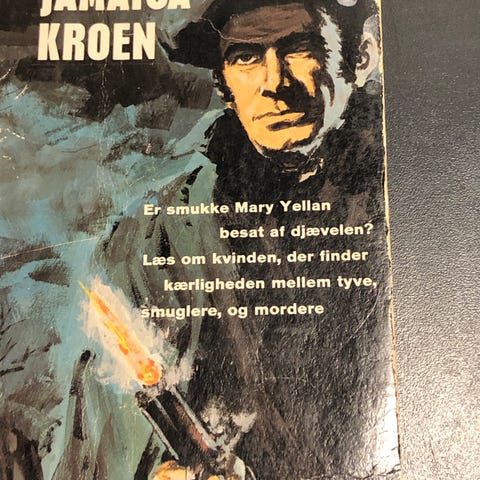 JAMAICA
KROEN
Er smukke Mary Yellan
besat af djævelen?
Læs om kvinden, der finder
kærligheden mellem tyve,
smuglere, og mordere